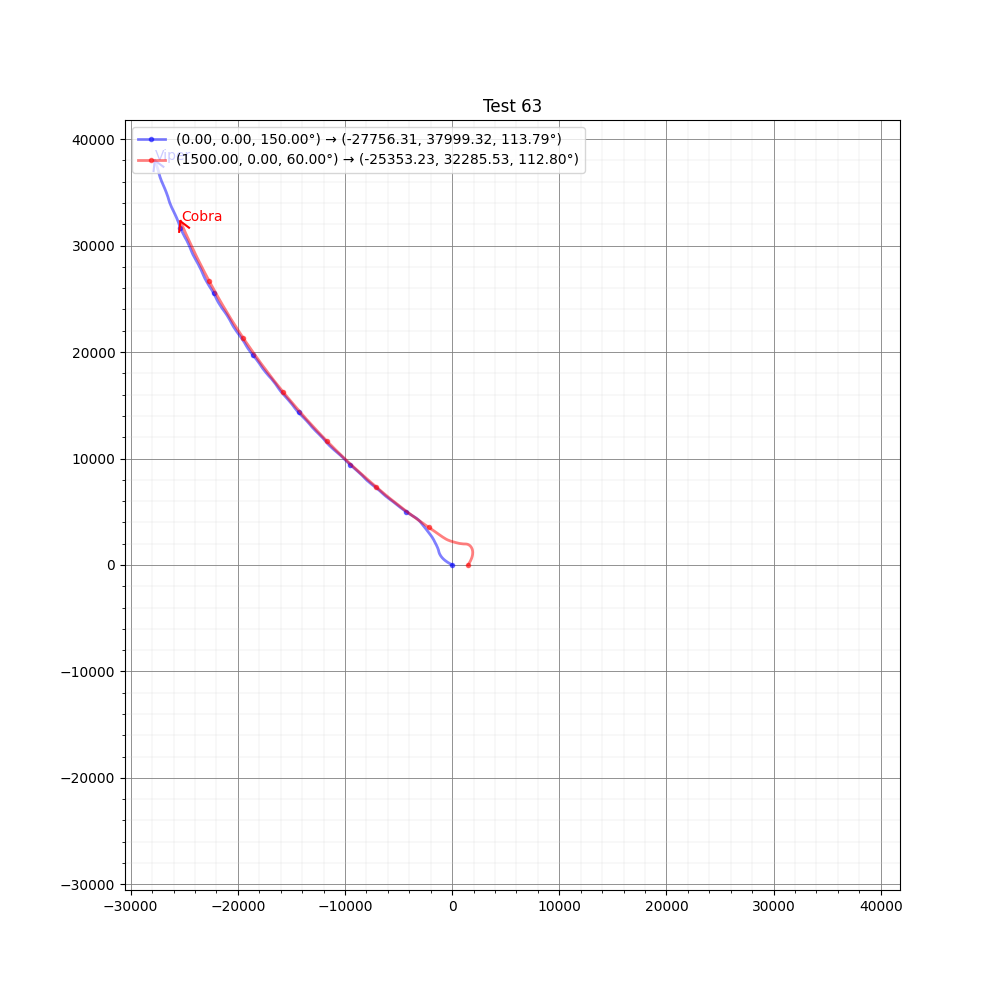 Test 63
(0.00, 0.00, 150.00°) → (-27756.31, 37999.32, 113.79°)
(1500.00, 0.00, 60.00°) → (-25353.23, 32285.53, 112.80°)
Viper
Cobra
40000
30000
20000
10000
0
−10000
−20000
−30000
−30000 −20000 −10000 0 10000 20000 30000 40000